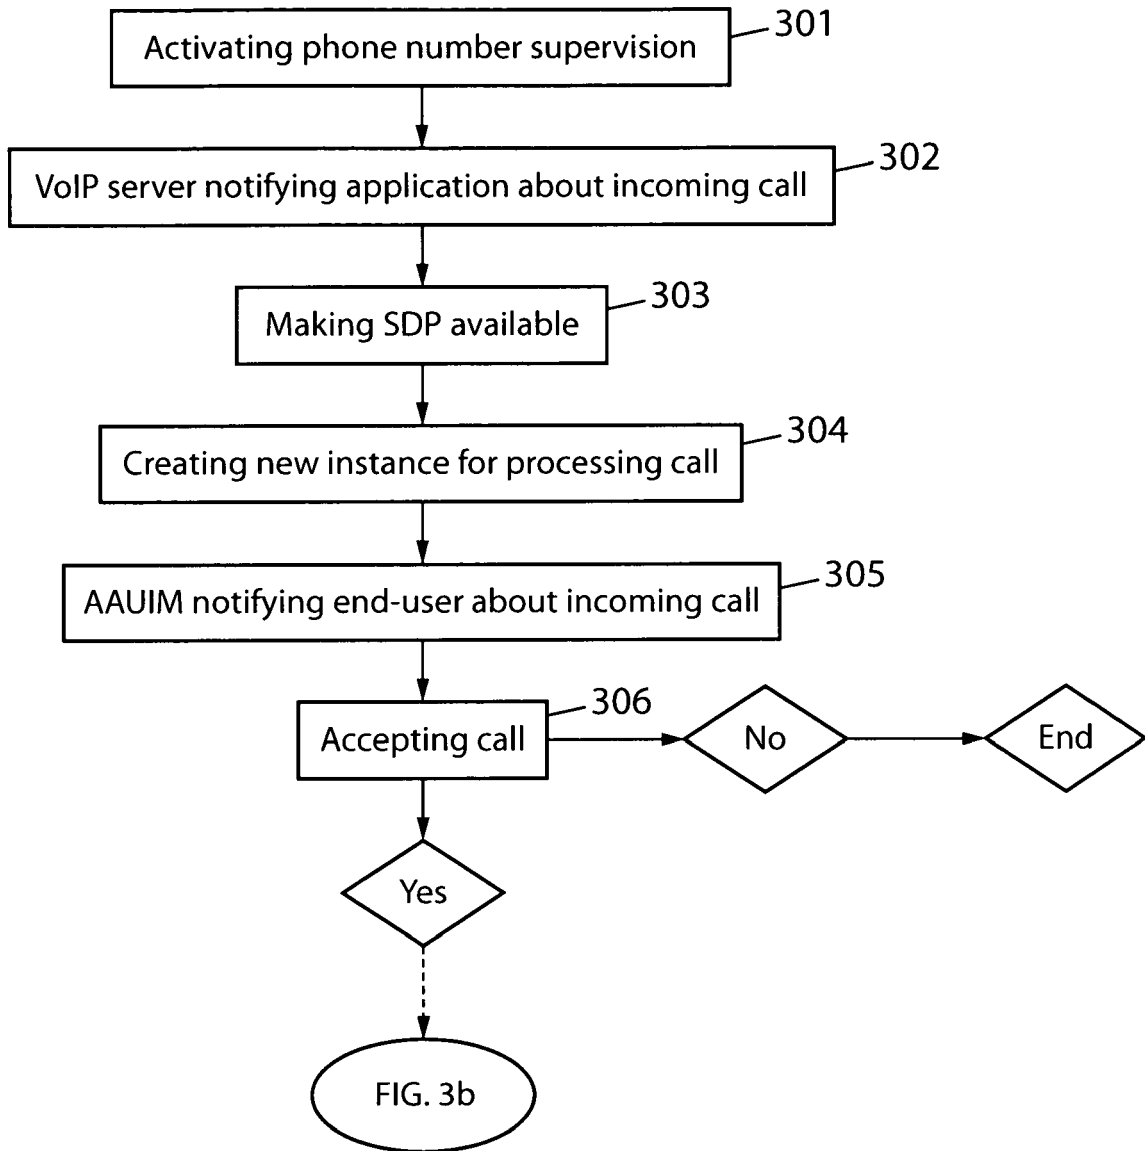 Activating phone number supervision
301
VoIP server notifying application about incoming call
302
Making SDP available
303
Creating new instance for processing call
304
AAUIM notifying end-user about incoming call
305
Accepting call
306
No
End
Yes
FIG. 3b